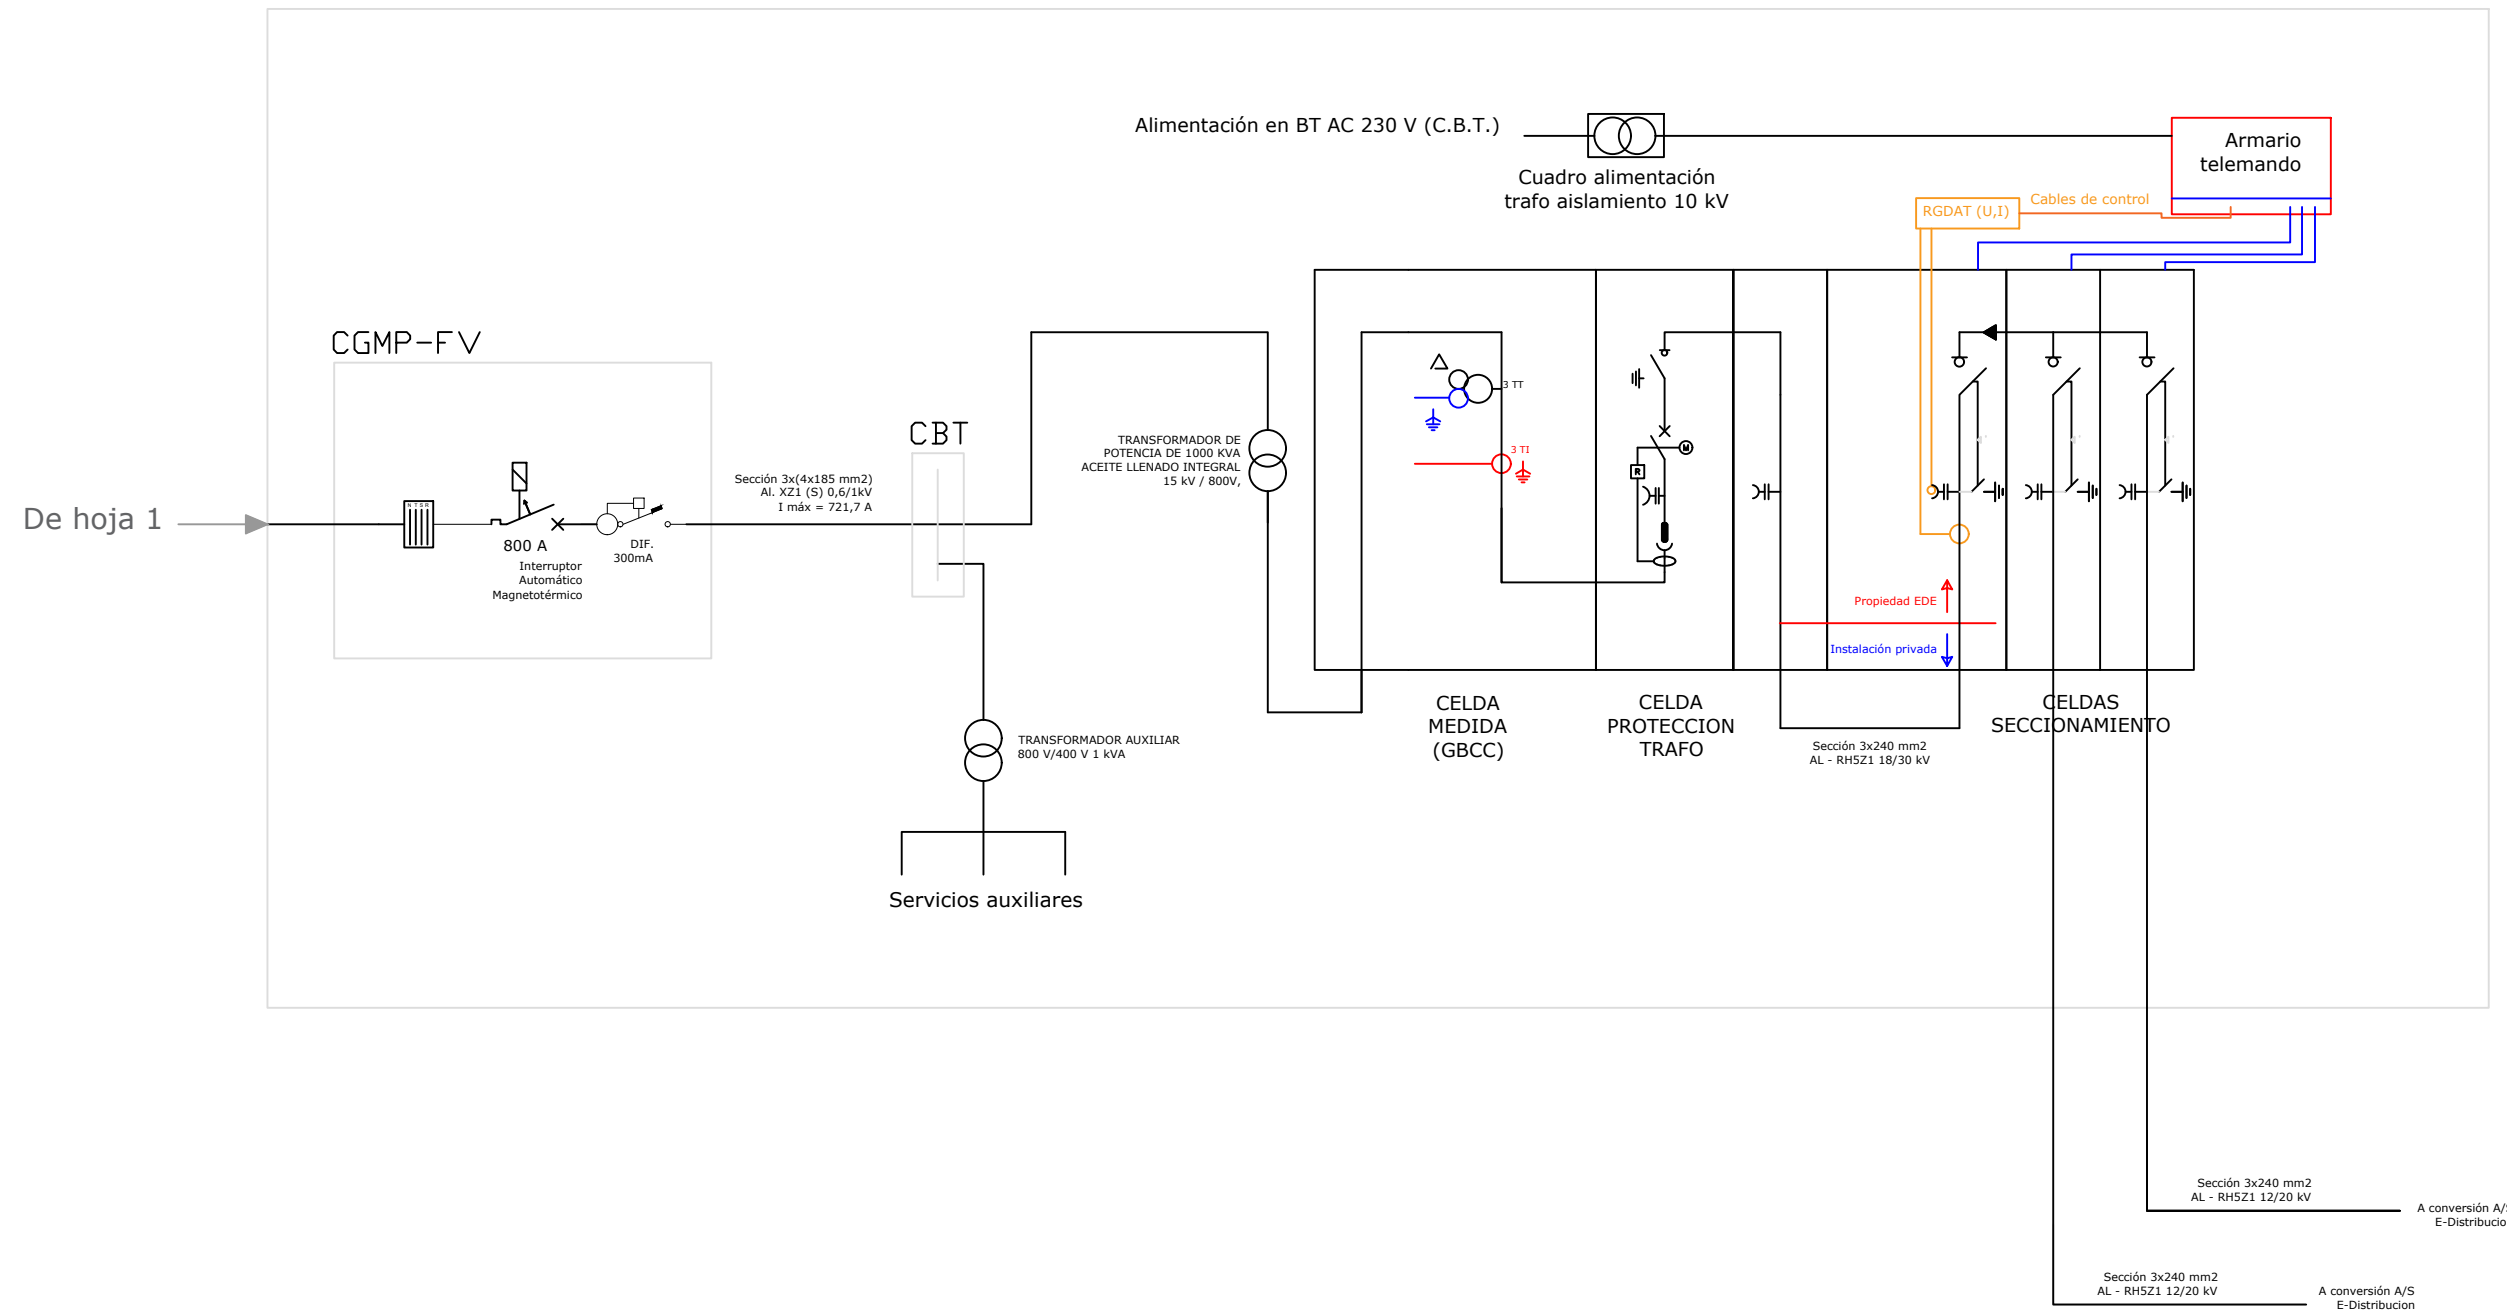 Alimentación en BT AC 230 V (C.B.T.)
Cuadro alimentación
trafo aislamiento 10 kV
Armario
telemando
RGDAT (U,I)
Cables de control
CGMP-FV
De hoja 1
N T S R
800 A
Interruptor
Automático
Magnetotérmico
DIF.
300mA
Sección 3x(4x185 mm2)
Al. XZ1 (S) 0,6/1kV
I máx = 721,7 A
CBT
TRANSFORMADOR DE
POTENCIA DE 1000 KVA
ACEITE LLENADO INTEGRAL
15 kV / 800V,
3 TT
3 TI
M
R
Propiedad EDE
Instalación privada
CELDA
MEDIDA
(GBCC)
CELDA
PROTECCION
TRAFO
CELDAS
SECCIONAMIENTO
Sección 3x240 mm2
AL - RH5Z1 18/30 kV
TRANSFORMADOR AUXILIAR
800 V/400 V 1 kVA
Servicios auxiliares
Sección 3x240 mm2
AL - RH5Z1 12/20 kV
A conversión A/S
E-Distribucio
Sección 3x240 mm2
AL - RH5Z1 12/20 kV
A conversión A/S
E-Distribucion